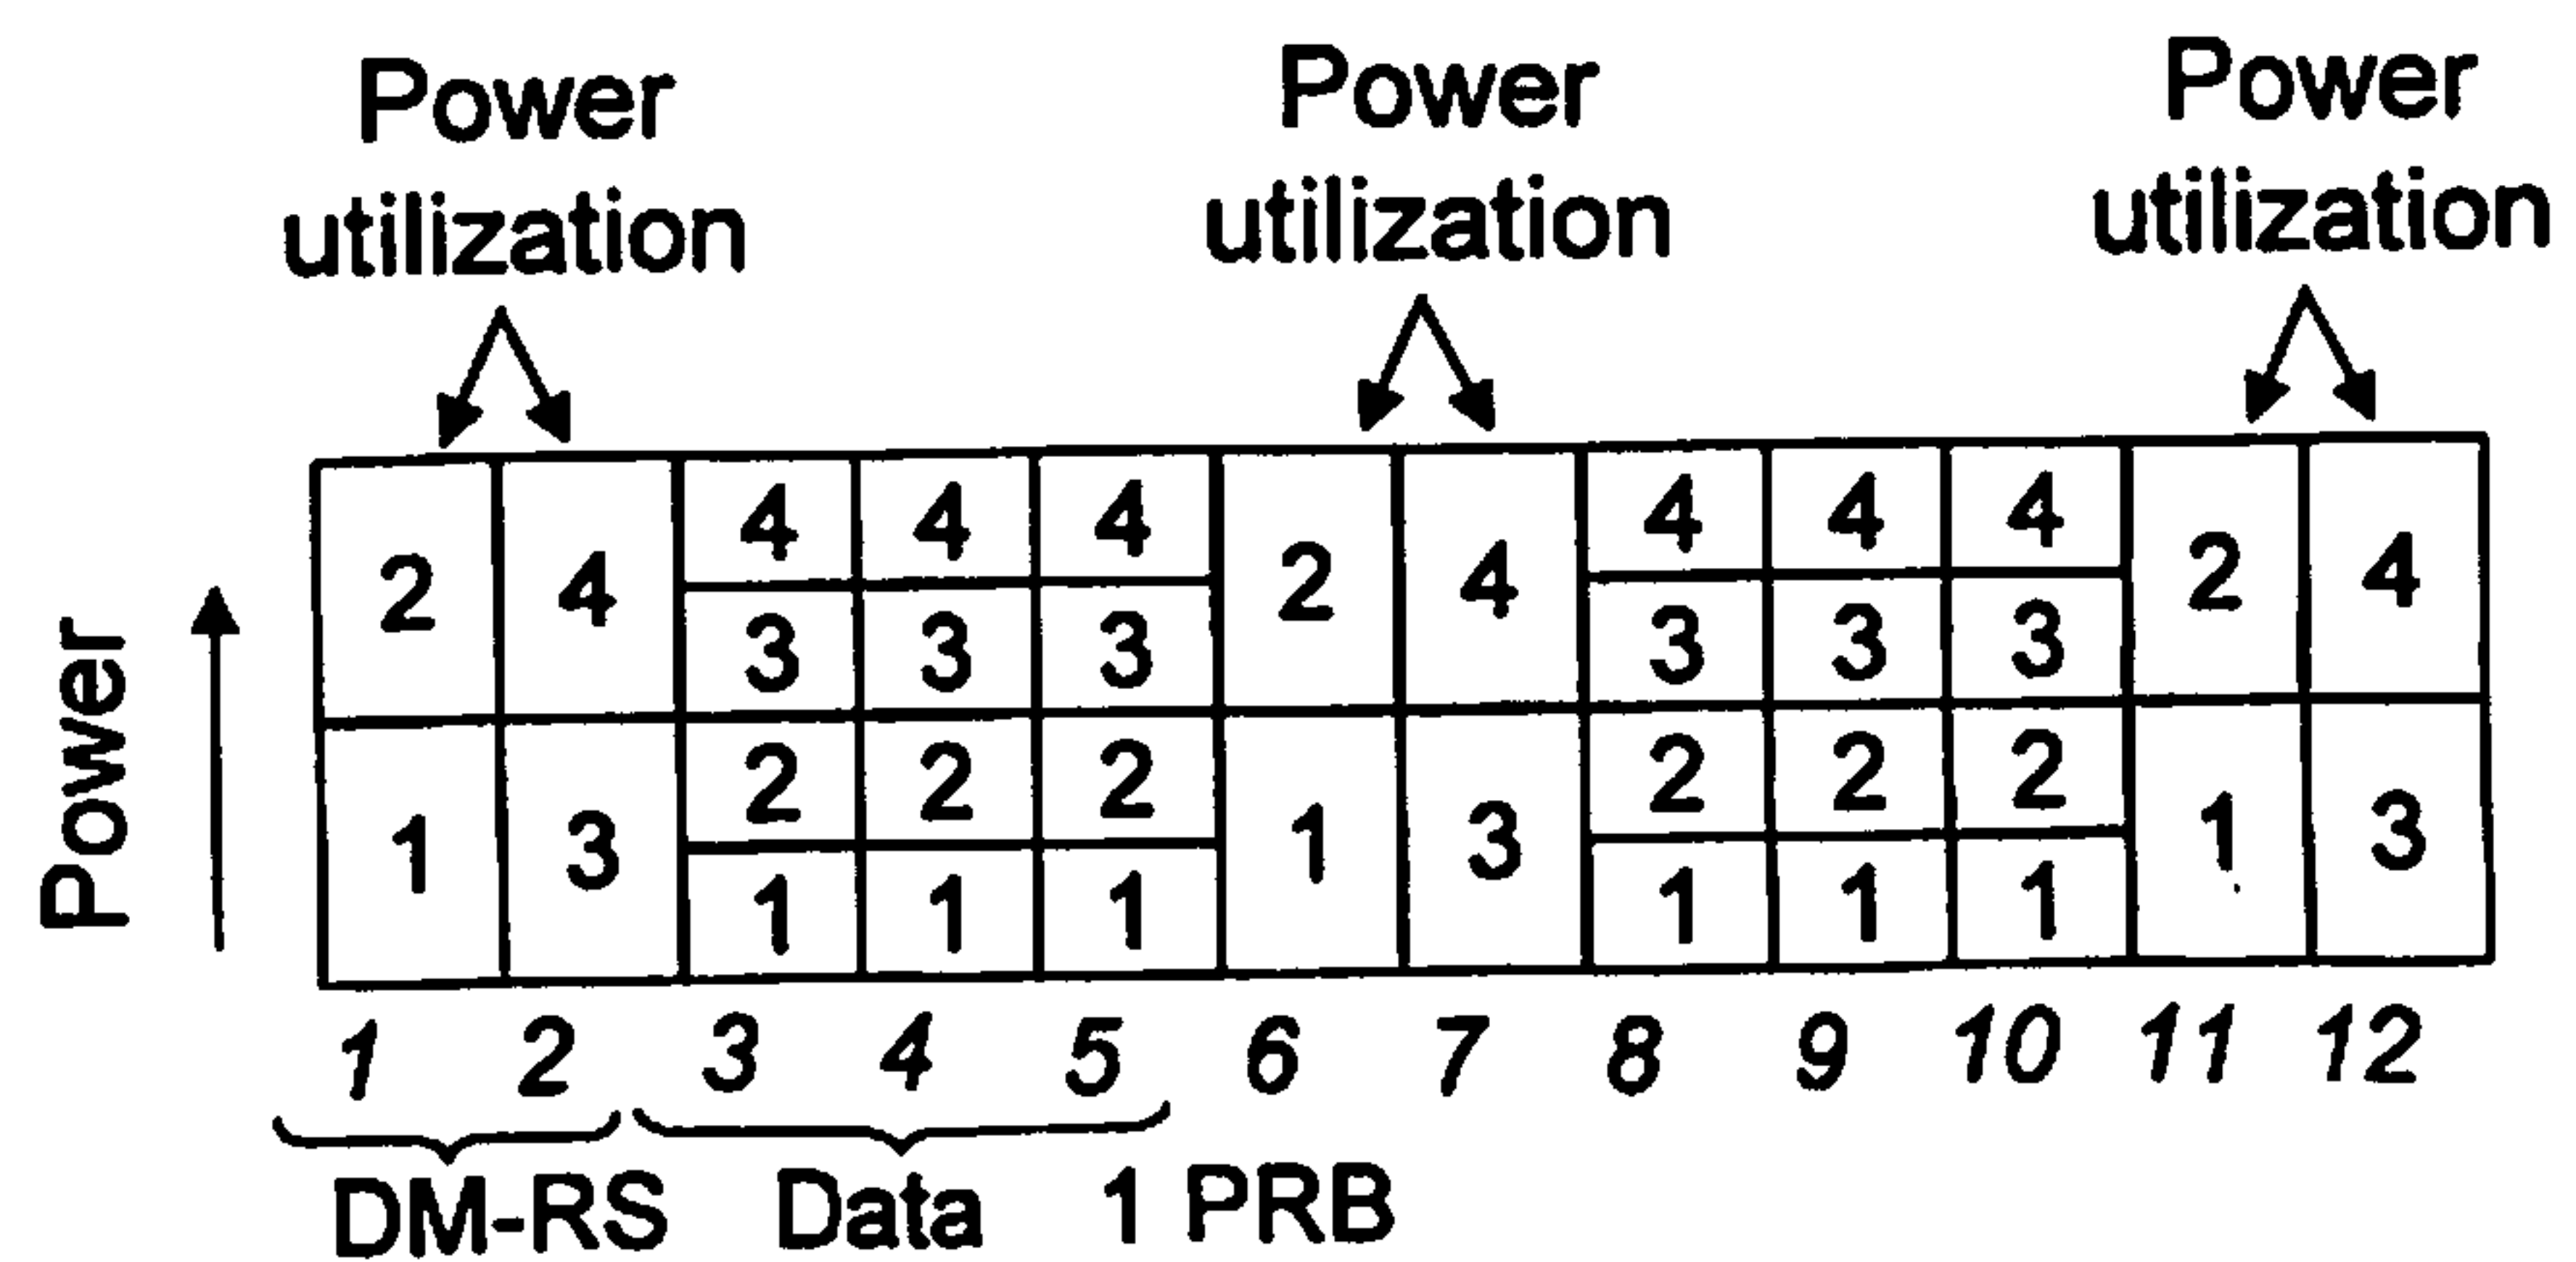 Power Power Power
utilization utilization utilization
2 4 4 4 4 2 4 4 4 4 2 4
3 3 3 3 3 3
Power
1 3 2 2 2 1 3 2 2 2 1 3
1 1 1 1 1 1
1 2 3 4 5 6 7 8 9 10 11 12
DM-RS Data 1 PRB